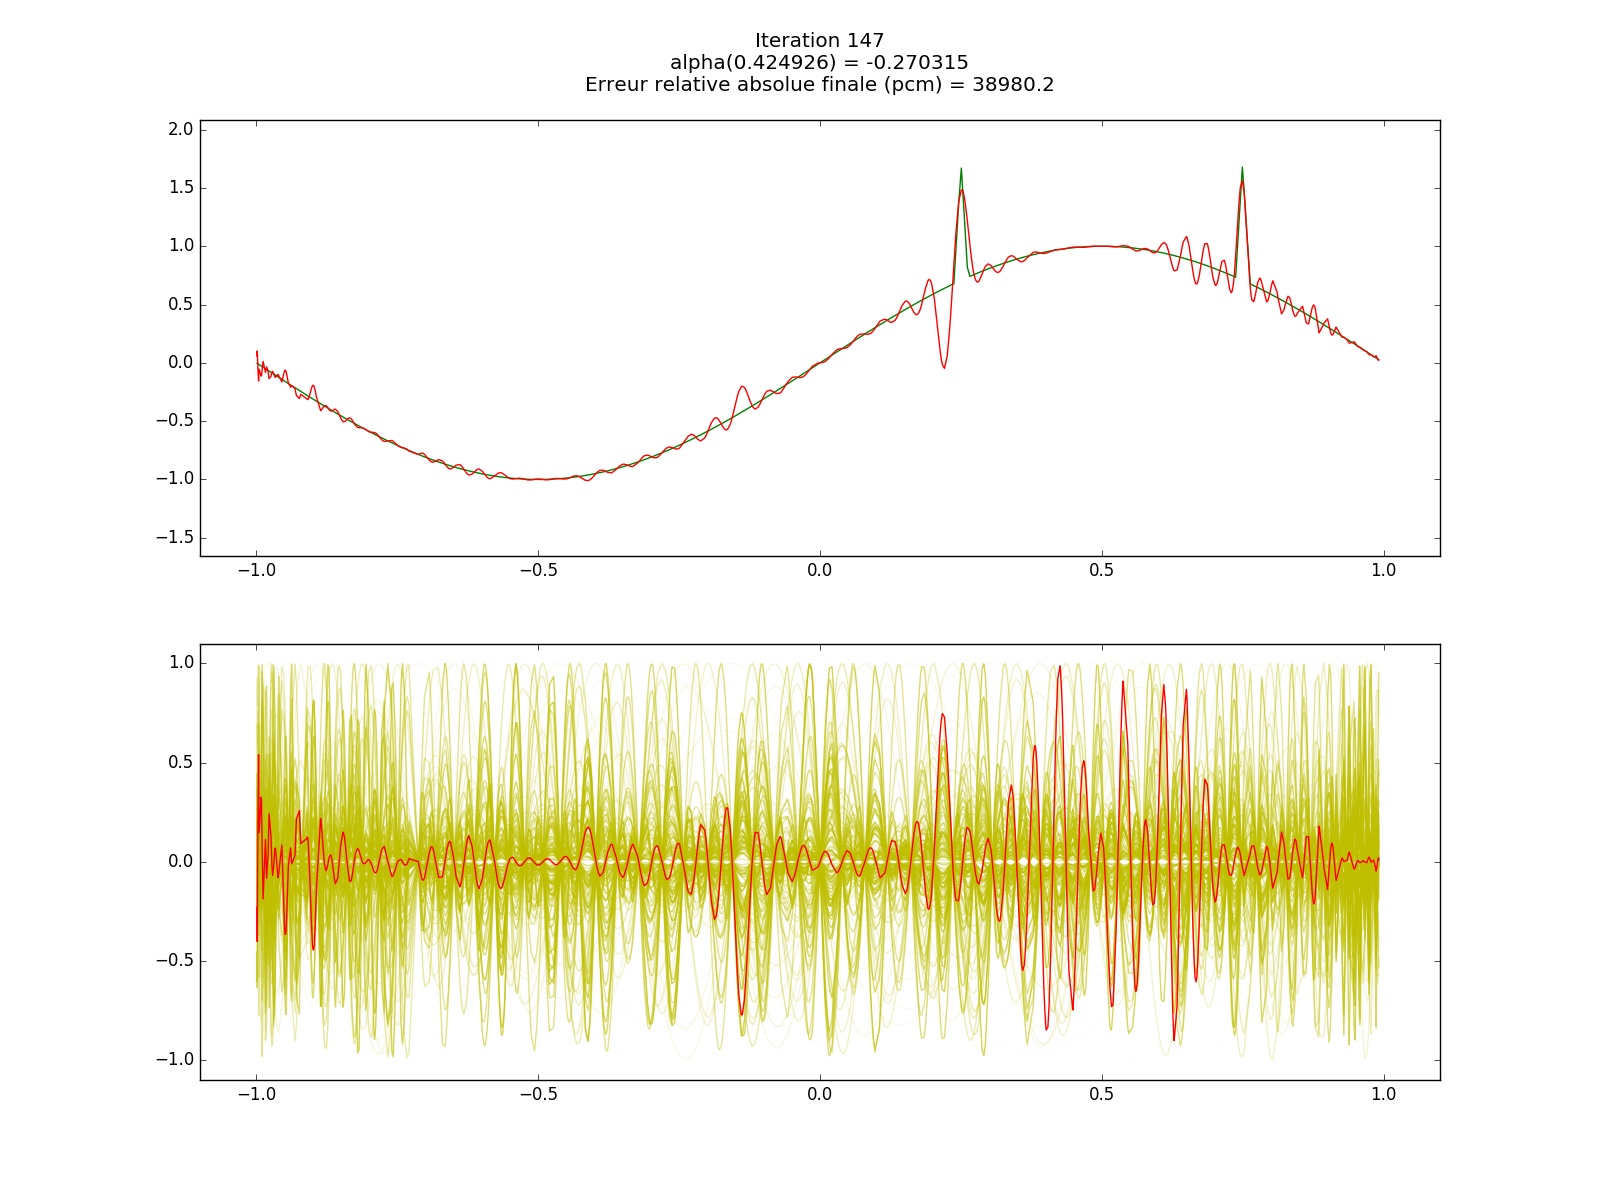 Iteration 147
alpha(0.424926) = -0.270315
Erreur relative absolue finale (pcm) = 38980.2
2.0
1.5
1.0
0.5
0.0
−0.5
−1.0
−1.5
−1.0 −0.5 0.0 0.5 1.0
1.0
0.5
0.0
−0.5
−1.0
−1.0 −0.5 0.0 0.5 1.0